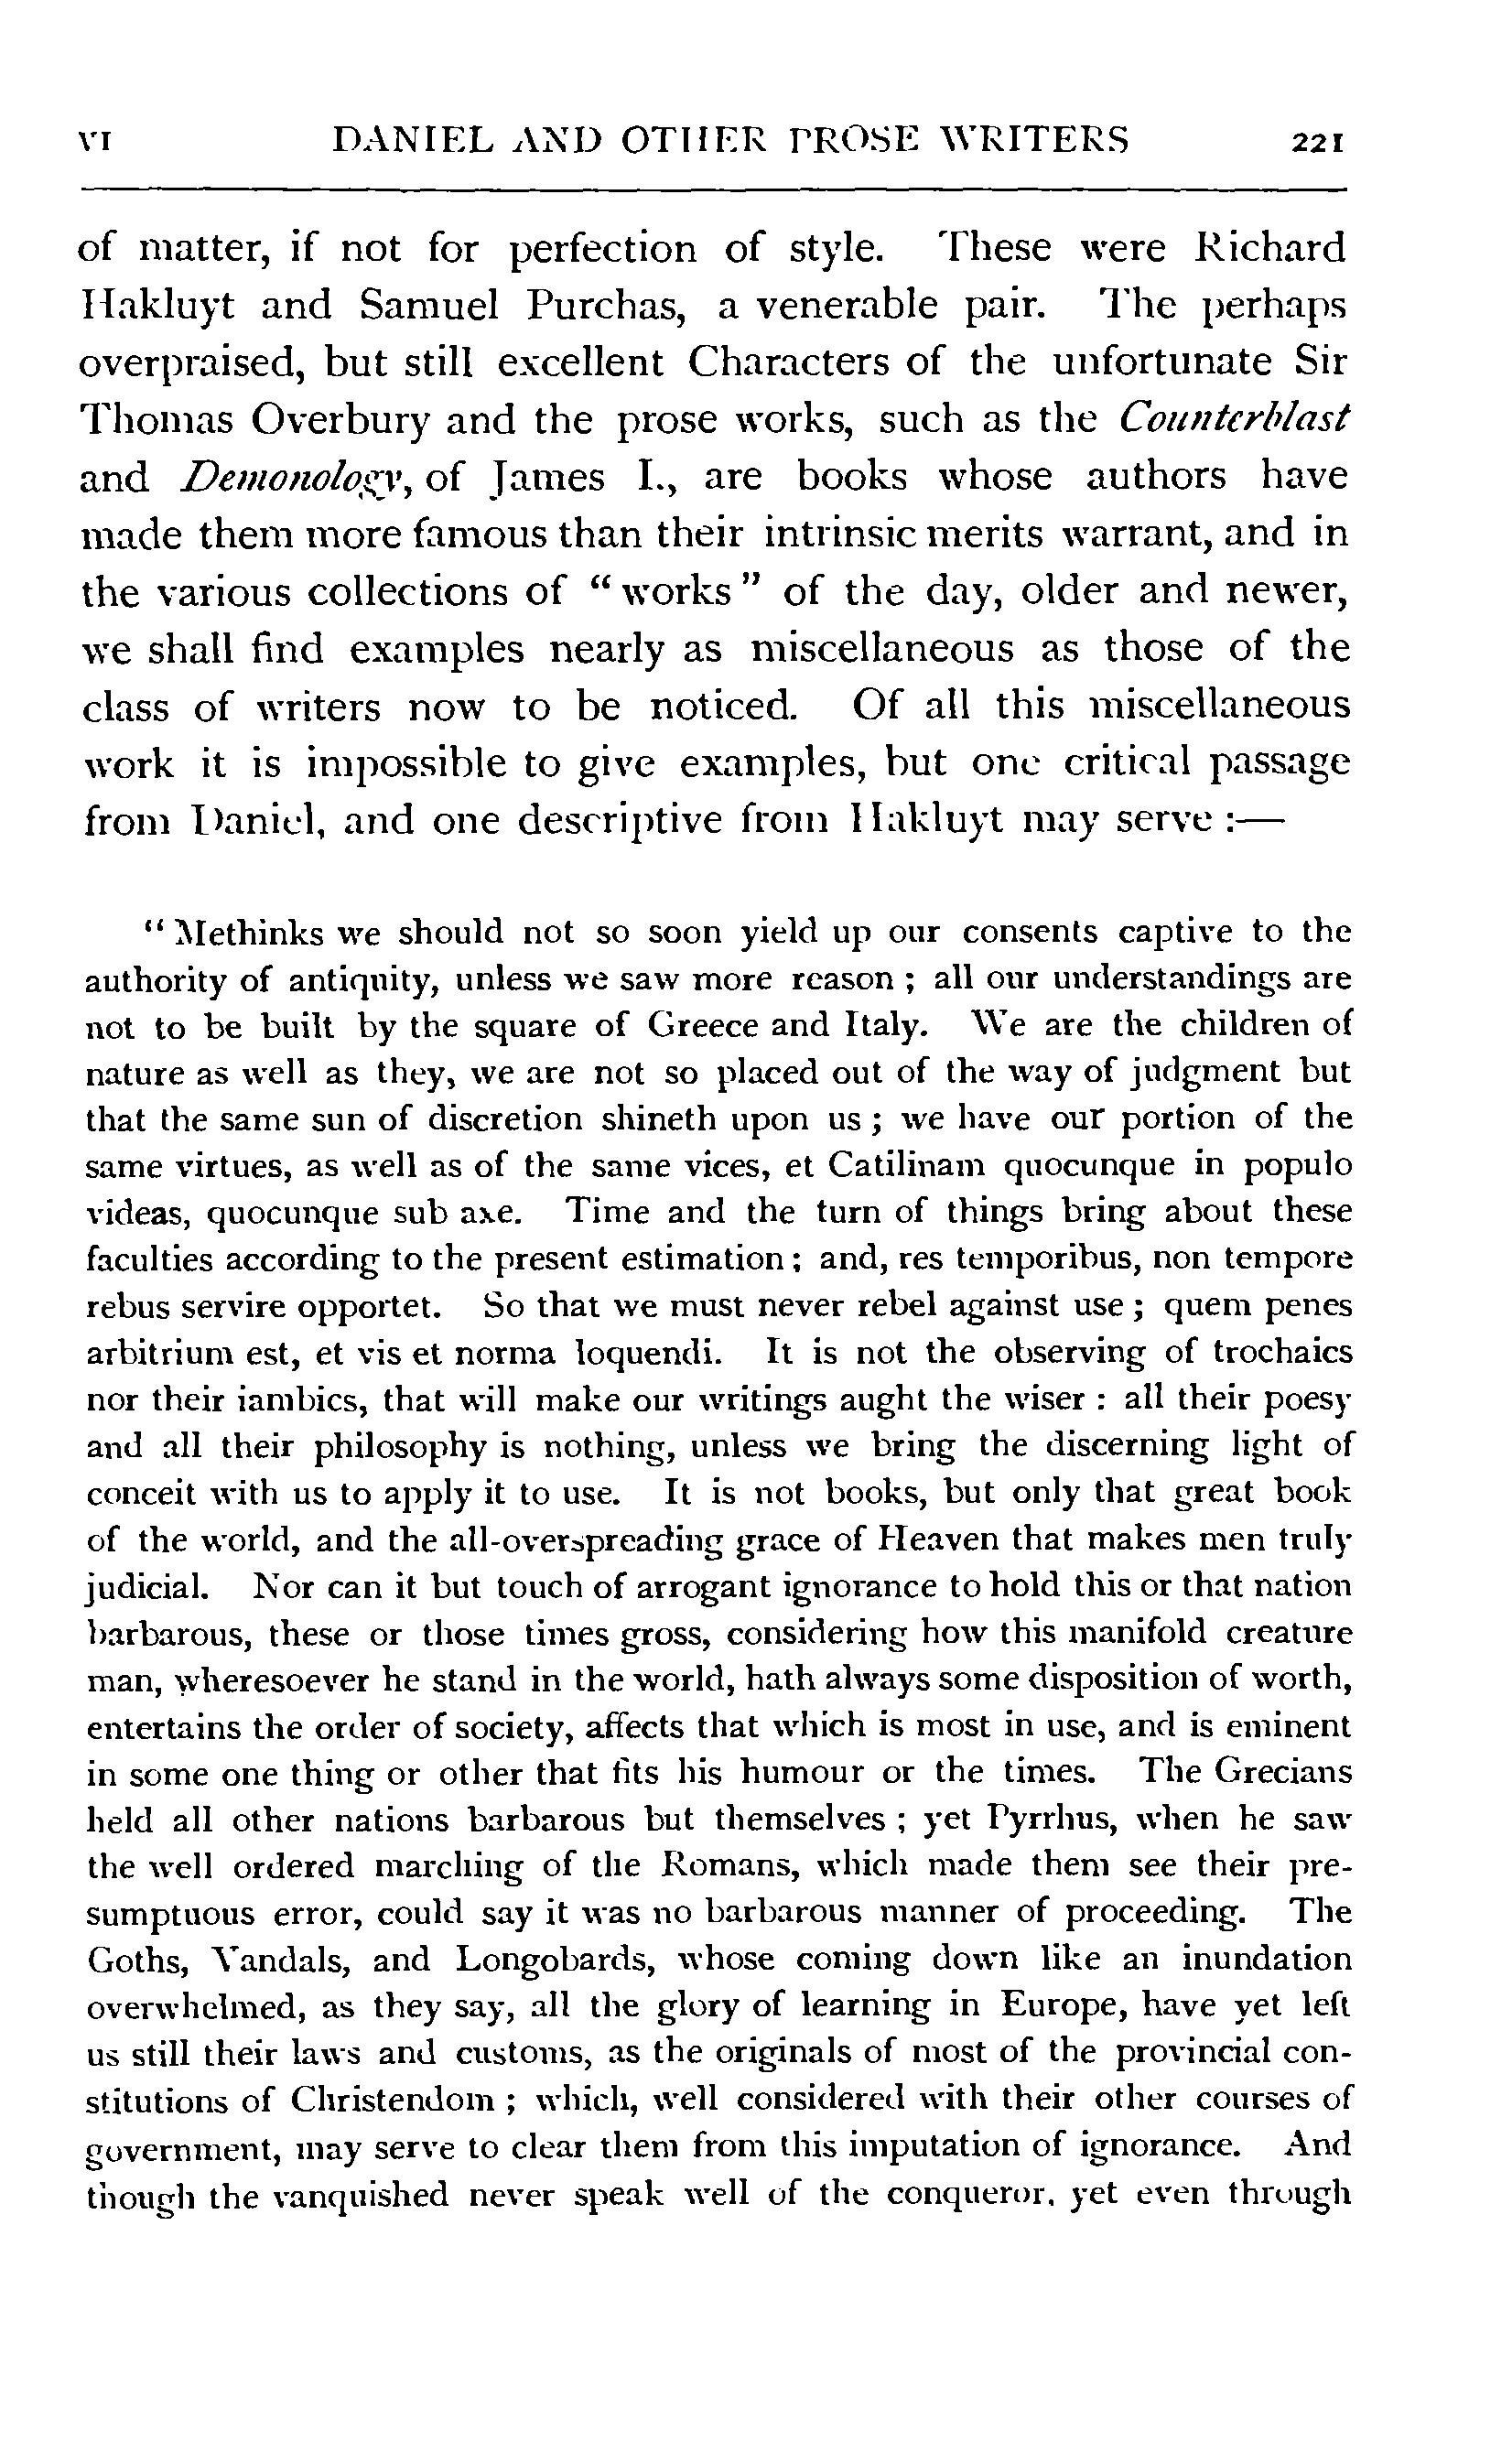 VI DANIEL AND OTHER PROSE WRITERS 221
of matter, if not for perfection of style. These were Richard
Hakluyt and Samuel Purchas, a venerable pair. The perhaps
overpraised, but still excellent Characters of the unfortunate Sir
Thomas Overbury and the prose works, such as the Counterblast
and Demonology, of James I., are books whose authors have
made them more famous than their intrinsic merits warrant, and in
the various collections of “works” of the day, older and newer,
we shall find examples nearly as miscellaneous as those of the
class of writers now to be noticed. Of all this miscellaneous
work it is impossible to give examples, but one critical passage
from Daniel, and one descriptive from Hakluyt may serve :—
“Methinks we should not so soon yield up our consents captive to the
authority of antiquity, unless we saw more reason ; all our understandings are
not to be built by the square of Greece and Italy. We are the children of
nature as well as they, we are not so placed out of the way of judgment but
that the same sun of discretion shineth upon us ; we have our portion of the
same virtues, as well as of the same vices, et Catilinam quocunque in populo
videas, quocunque sub axe. Time and the turn of things bring about these
faculties according to the present estimation ; and, res temporibus, non tempore
rebus servire opportet. So that we must never rebel against use ; quem penes
arbitrium est, et vis et norma loquendi. It is not the observing of trochaics
nor their iambics, that will make our writings aught the wiser : all their poesy
and all their philosophy is nothing, unless we bring the discerning light of
conceit with us to apply it to use. It is not books, but only that great book
of the world, and the all-overspreading grace of Heaven that makes men truly
judicial. Nor can it but touch of arrogant ignorance to hold this or that nation
barbarous, these or those times gross, considering how this manifold creature
man, wheresoever he stand in the world, hath always some disposition of worth,
entertains the order of society, affects that which is most in use, and is eminent
in some one thing or other that fits his humour or the times. The Grecians
held all other nations barbarous but themselves ; yet Pyrrhus, when he saw
the well ordered marching of the Romans, which made them see their pre-
sumptuous error, could say it was no barbarous manner of proceeding. The
Goths, Vandals, and Longobards, whose coming down like an inundation
overwhelmed, as they say, all the glory of learning in Europe, have yet left
us still their laws and customs, as the originals of most of the provincial con-
stitutions of Christendom ; which, well considered with their other courses of
government, may serve to clear them from this imputation of ignorance. And
though the vanquished never speak well of the conqueror, yet even through